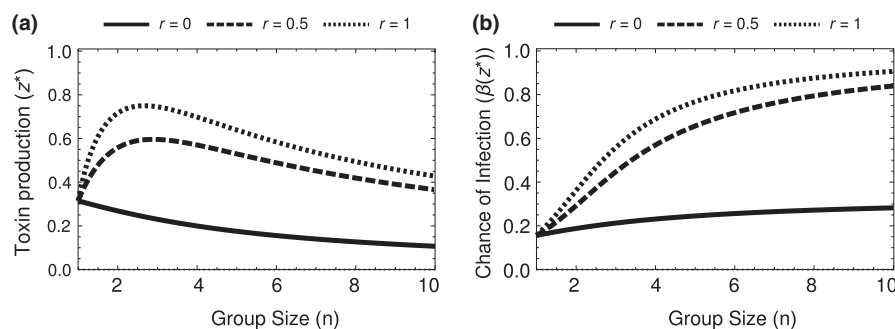 (a) r = 0 r = 0.5 r = 1
1.0
0.8
0.6
0.4
0.2
0.0
2 4 6 8 10
Toxin production (z*)
Group Size (n)
(b) r = 0 r = 0.5 r = 1
1.0
0.8
0.6
0.4
0.2
0.0
2 4 6 8 10
Chance of Infection (β(z*))
Group Size (n)